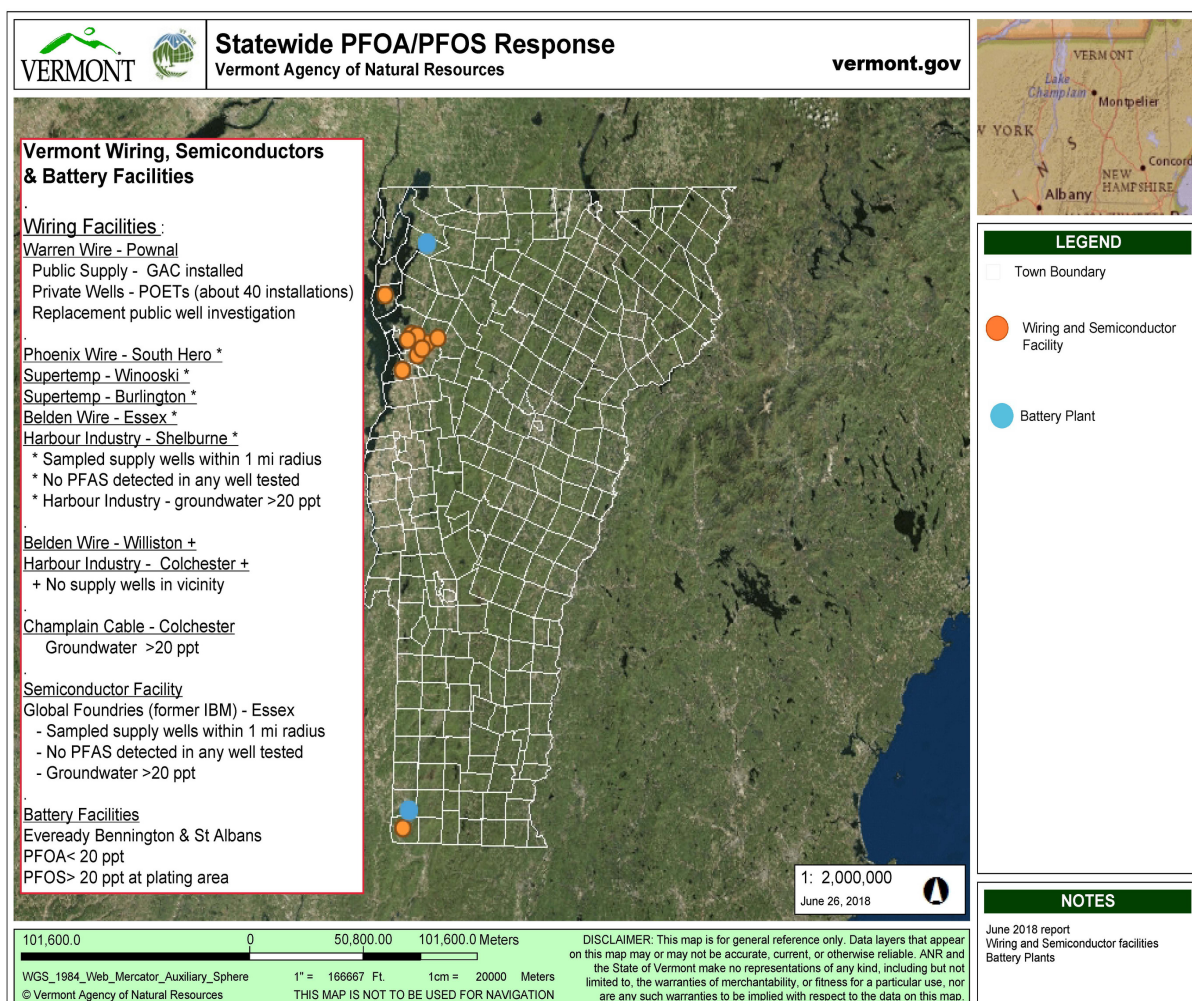 VERMONT
Statewide PFOA/PFOS Response
Vermont Agency of Natural Resources
vermont.gov
Vermont Wiring, Semiconductors
& Battery Facilities
.
Wiring Facilities :
Warren Wire - Pownal
Public Supply - GAC installed
Private Wells - POETs (about 40 installations)
Replacement public well investigation
.
Phoenix Wire - South Hero *
Supertemp - Winooski *
Supertemp - Burlington *
Belden Wire - Essex *
Harbour Industry - Shelburne *
* Sampled supply wells within 1 mi radius
* No PFAS detected in any well tested
* Harbour Industry - groundwater >20 ppt
.
Belden Wire - Williston +
Harbour Industry - Colchester +
+ No supply wells in vicinity
.
Champlain Cable - Colchester
Groundwater >20 ppt
.
Semiconductor Facility
Global Foundries (former IBM) - Essex
- Sampled supply wells within 1 mi radius
- No PFAS detected in any well tested
- Groundwater >20 ppt
.
Battery Facilities
Eveready Bennington & St Albans
PFOA< 20 ppt
PFOS> 20 ppt at plating area
1: 2,000,000
June 26, 2018
VERMONT
Lake
Champlain
Montpelier
W YORK
N S
Concord
NEW
HAMPSHIRE
Albany
LEGEND
Town Boundary
Wiring and Semiconductor
Facility
Battery Plant
NOTES
June 2018 report
Wiring and Semiconductor facilities
Battery Plants
101,600.0 0 50,800.00 101,600.0 Meters
WGS_1984_Web_Mercator_Auxiliary_Sphere
© Vermont Agency of Natural Resources
1" = 166667 Ft. 1cm = 20000 Meters
THIS MAP IS NOT TO BE USED FOR NAVIGATION
DISCLAIMER: This map is for general reference only. Data layers that appear
on this map may or may not be accurate, current, or otherwise reliable. ANR and
the State of Vermont make no representations of any kind, including but not
limited to, the warranties of merchantability, or fitness for a particular use, nor
are any such warranties to be implied with respect to the data on this map.